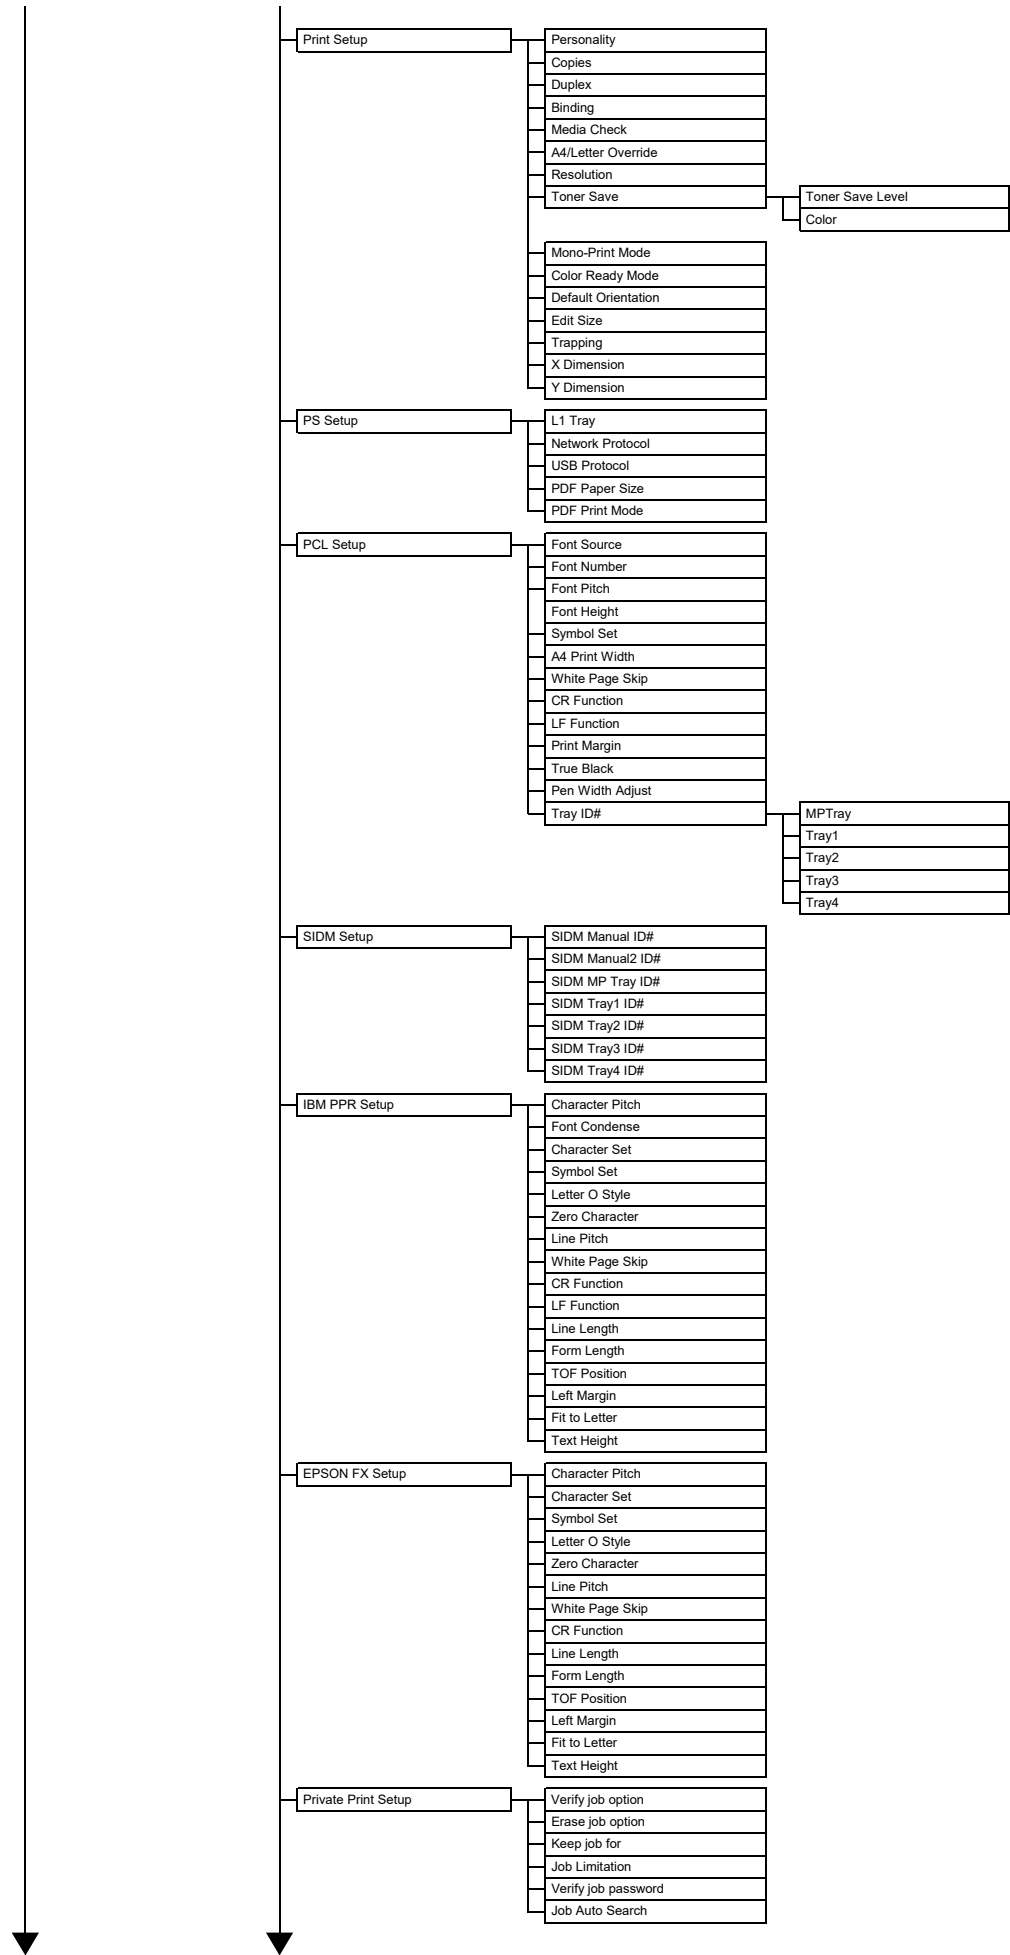 Print Setup
Personality
Copies
Duplex
Binding
Media Check
A4/Letter Override
Resolution
Toner Save
Toner Save Level
Color
Mono-Print Mode
Color Ready Mode
Default Orientation
Edit Size
Trapping
X Dimension
Y Dimension
PS Setup
L1 Tray
Network Protocol
USB Protocol
PDF Paper Size
PDF Print Mode
PCL Setup
Font Source
Font Number
Font Pitch
Font Height
Symbol Set
A4 Print Width
White Page Skip
CR Function
LF Function
Print Margin
True Black
Pen Width Adjust
Tray ID#
MPTray
Tray1
Tray2
Tray3
Tray4
SIDM Setup
SIDM Manual ID#
SIDM Manual2 ID#
SIDM MP Tray ID#
SIDM Tray1 ID#
SIDM Tray2 ID#
SIDM Tray3 ID#
SIDM Tray4 ID#
IBM PPR Setup
Character Pitch
Font Condense
Character Set
Symbol Set
Letter O Style
Zero Character
Line Pitch
White Page Skip
CR Function
LF Function
Line Length
Form Length
TOF Position
Left Margin
Fit to Letter
Text Height
EPSON FX Setup
Character Pitch
Character Set
Symbol Set
Letter O Style
Zero Character
Line Pitch
White Page Skip
CR Function
Line Length
Form Length
TOF Position
Left Margin
Fit to Letter
Text Height
Private Print Setup
Verify job option
Erase job option
Keep job for
Job Limitation
Verify job password
Job Auto Search